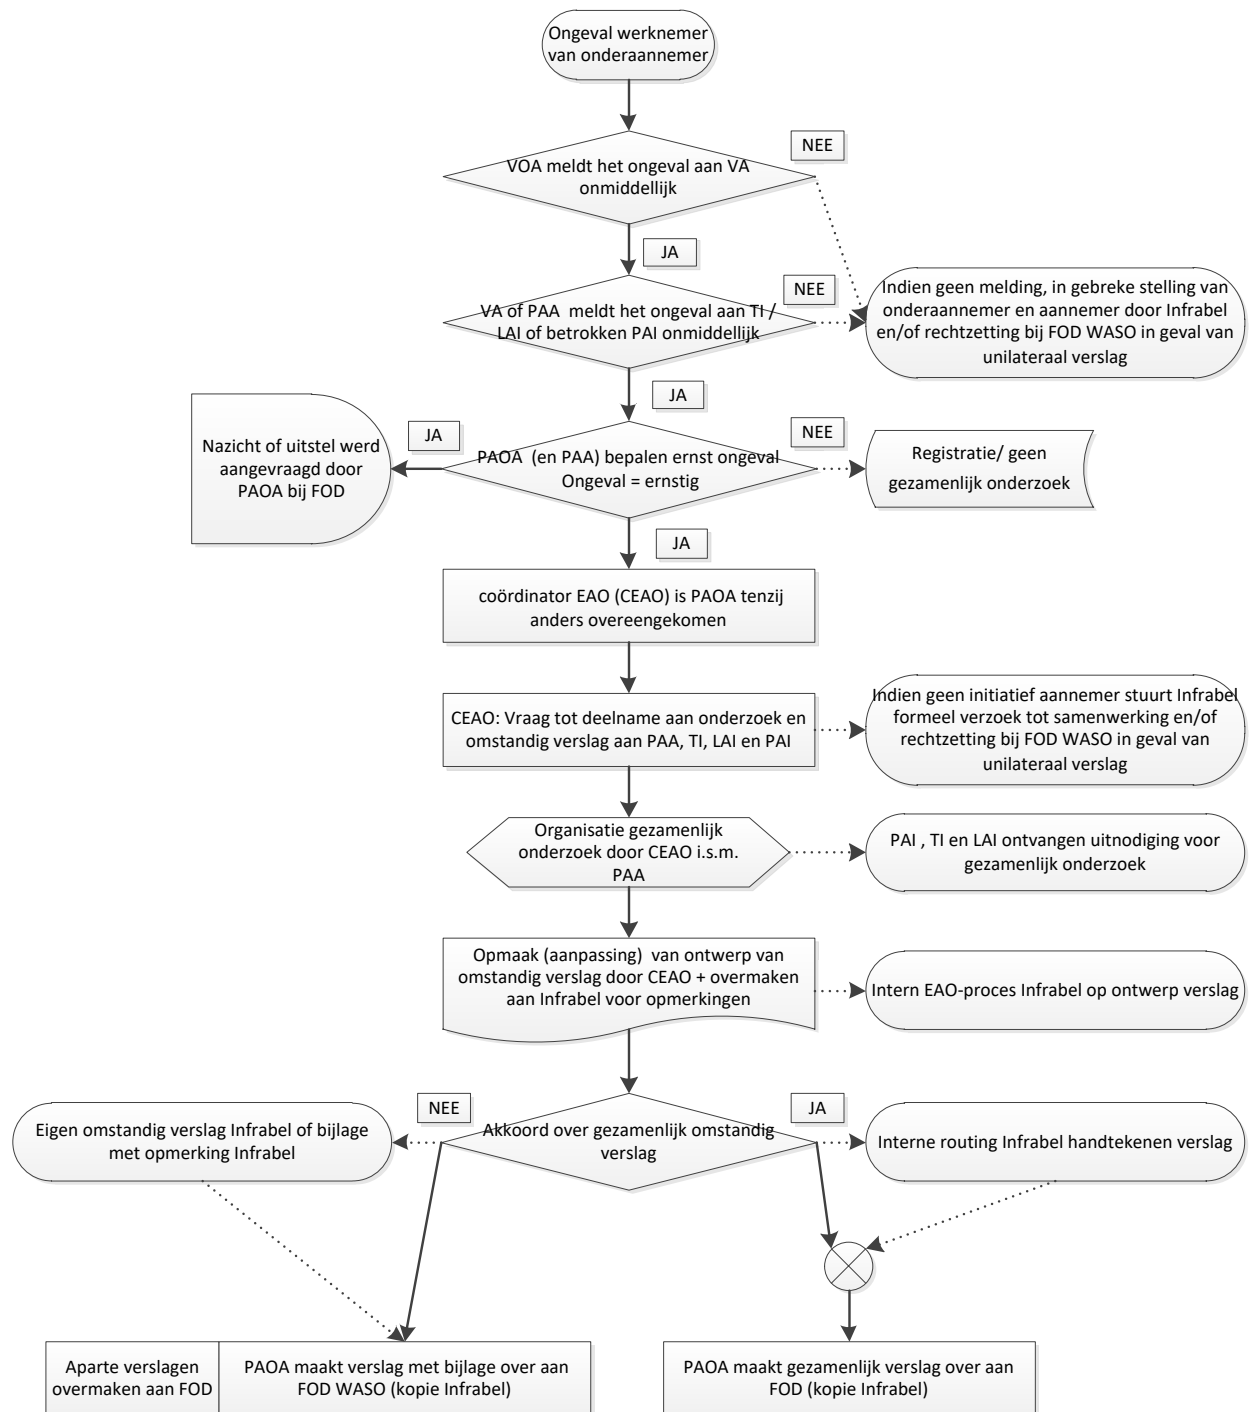 Ongeval werknemer
van onderaannemer
NEE
VOA meldt het ongeval aan VA
onmiddellijk
JA
NEE
VA of PAA meldt het ongeval aan TI /
LAI of betrokken PAI onmiddellijk
Indien geen melding, in gebreke stelling van
onderaannemer en aannemer door Infrabel
en/of rechtzetting bij FOD WASO in geval van
unilateraal verslag
JA
JA
NEE
Nazicht of uitstel werd
aangevraagd door
PAOA bij FOD
PAOA (en PAA) bepalen ernst ongeval
Ongeval = ernstig
Registratie/ geen
gezamenlijk onderzoek
JA
coördinator EAO (CEAO) is PAOA tenzij
anders overeengekomen
CEAO: Vraag tot deelname aan onderzoek en
omstandig verslag aan PAA, TI, LAI en PAI
Indien geen initiatief aannemer stuurt Infrabel
formeel verzoek tot samenwerking en/of
rechtzetting bij FOD WASO in geval van
unilateraal verslag
Organisatie gezamenlijk
onderzoek door CEAO i.s.m.
PAA
PAI , TI en LAI ontvangen uitnodiging voor
gezamenlijk onderzoek
Opmaak (aanpassing) van ontwerp van
omstandig verslag door CEAO + overmaken
aan Infrabel voor opmerkingen
Intern EAO-proces Infrabel op ontwerp verslag
NEE
JA
Eigen omstandig verslag Infrabel of bijlage
met opmerking Infrabel
Akkoord over gezamenlijk omstandig
verslag
Interne routing Infrabel handtekenen verslag
Aparte verslagen
overmaken aan FOD
PAOA maakt verslag met bijlage over aan
FOD WASO (kopie Infrabel)
PAOA maakt gezamenlijk verslag over aan
FOD (kopie Infrabel)